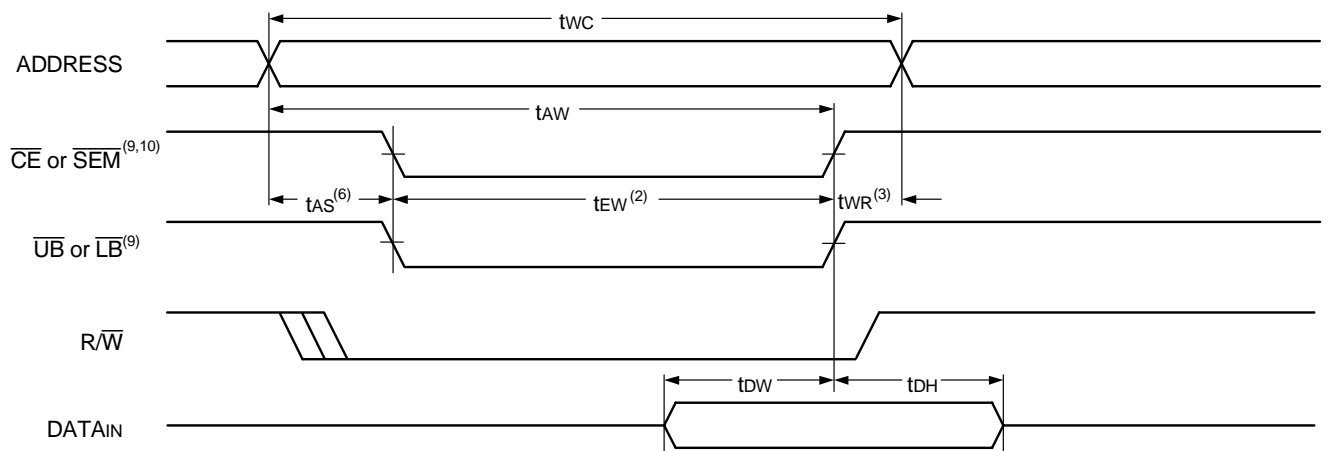 tWC
ADDRESS
tAW
CE or SEM(9,10)
tAS(6)
tEW(2)
tWR(3)
UB or LB(9)
R/W
tDW
tDH
DATAIN